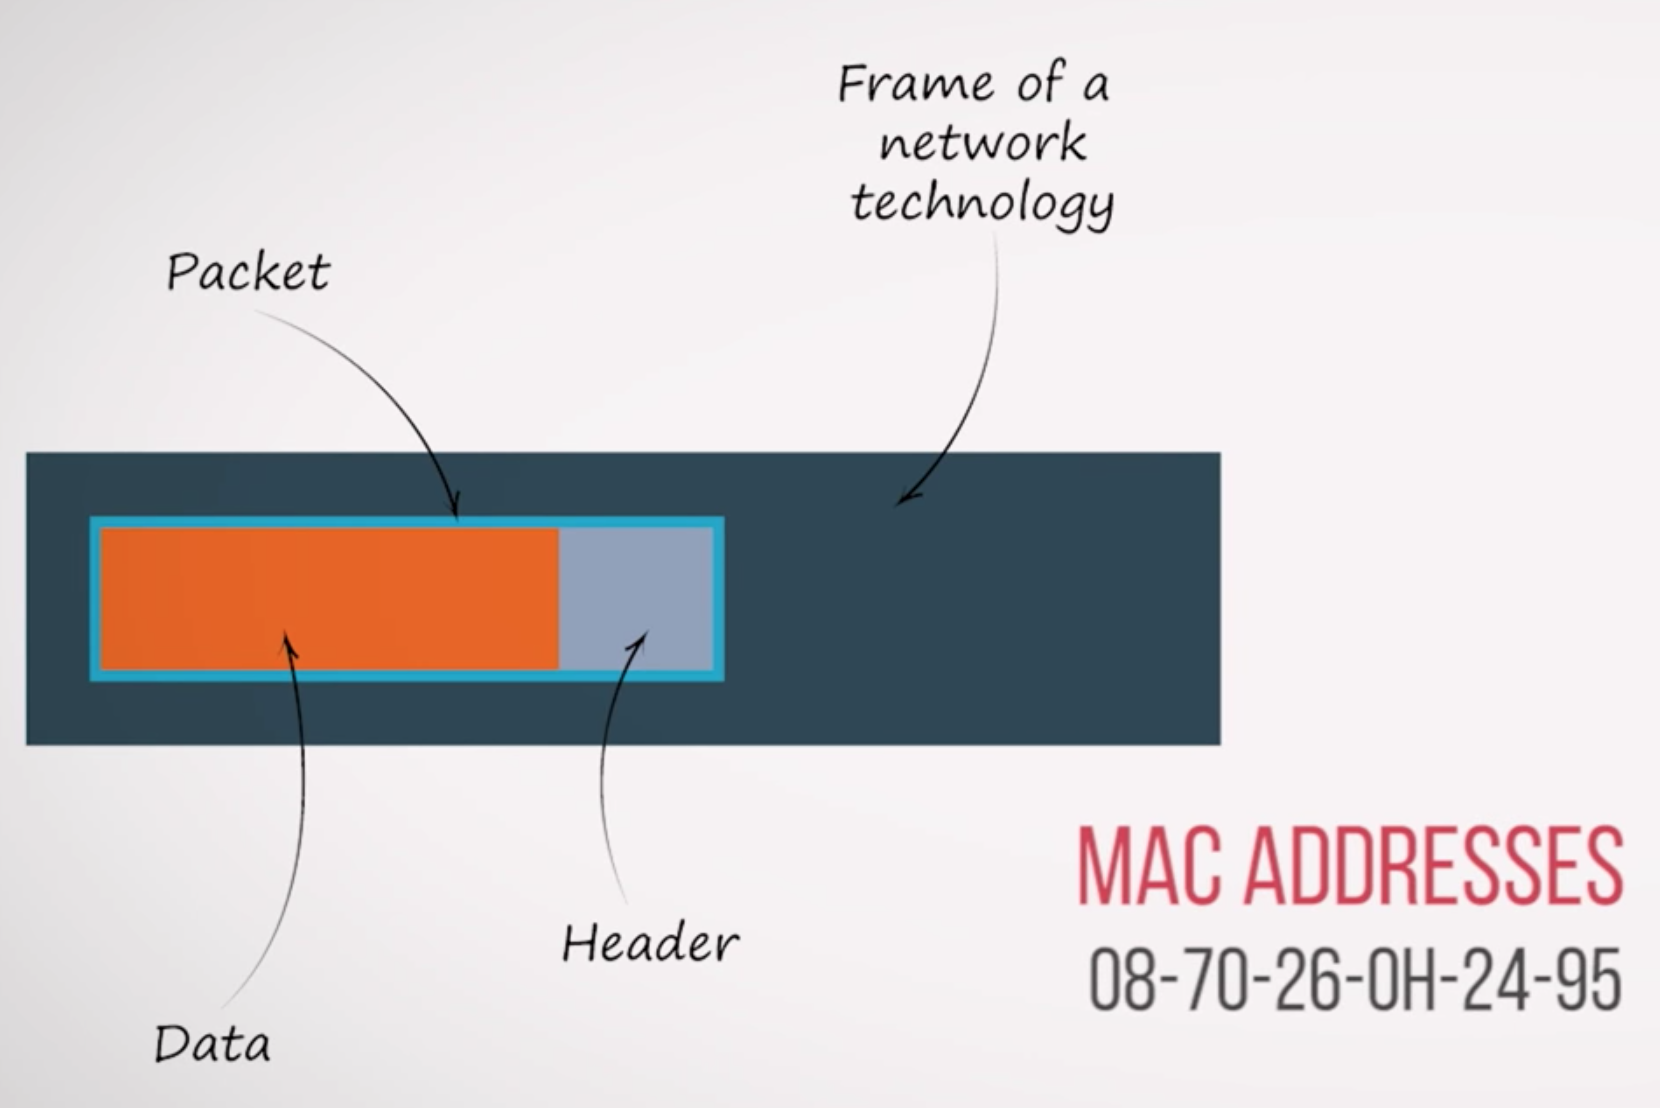 Frame of a
network
technology
Packet
Header
Data
MAC ADDRESSES
08-70-26-0H-24-95